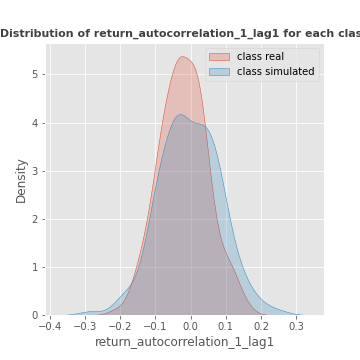 Distribution of return_autocorrelation_1_lag1 for each clas
class real
class simulated
5
4
3
2
1
0
Density
−0.4 −0.3 −0.2 −0.1 0.0 0.1 0.2 0.3
return_autocorrelation_1_lag1